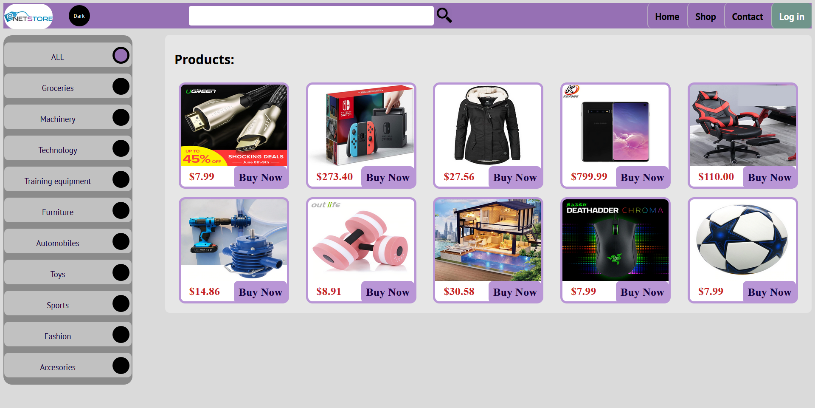 NETSTORE
Dark
Home
Shop
Contact
Log in
ALL
Groceries
Machinery
Technology
Training equipment
Furniture
Automobiles
Toys
Sports
Fashion
Accesories
Products:
UGREEN
UP TO
45% OFF
SHOCKING DEALS
$7.99
Buy Now
$273.40
Buy Now
$27.56
Buy Now
$799.99
Buy Now
$110.00
Buy Now
$14.86
Buy Now
out life
$8.91
Buy Now
$30.58
Buy Now
RAZER
DEATHADDER CHROMA
$7.99
Buy Now
$7.99
Buy Now